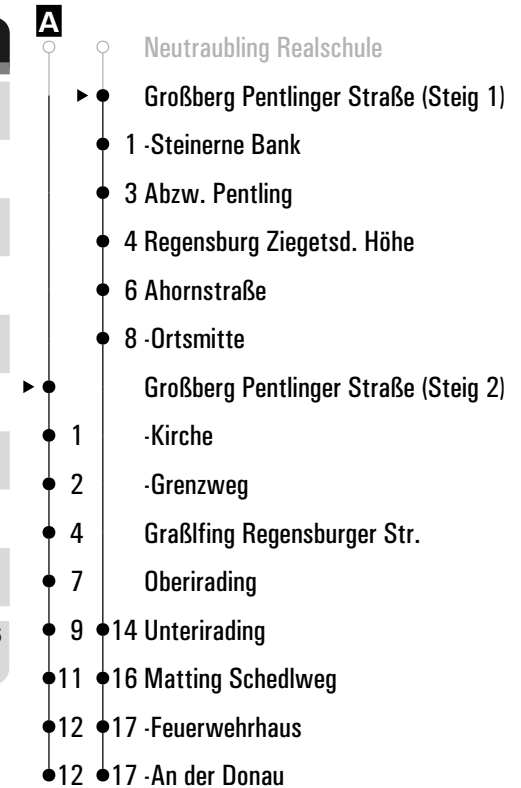 A
Neutraubling Realschule
Großberg Pentlinger Straße (Steig 1)
1 -Steinerne Bank
3 Abzw. Pentling
4 Regensburg Ziegetsd. Höhe
6 Ahornstraße
8 -Ortsmitte
Großberg Pentlinger Straße (Steig 2)
1 -Kirche
2 -Grenzweg
4 Graßlfing Regensburger Str.
7 Oberirading
9 14 Unterirading
11 16 Matting Schedlweg
12 17 -Feuerwehrhaus
12 17 -An der Donau